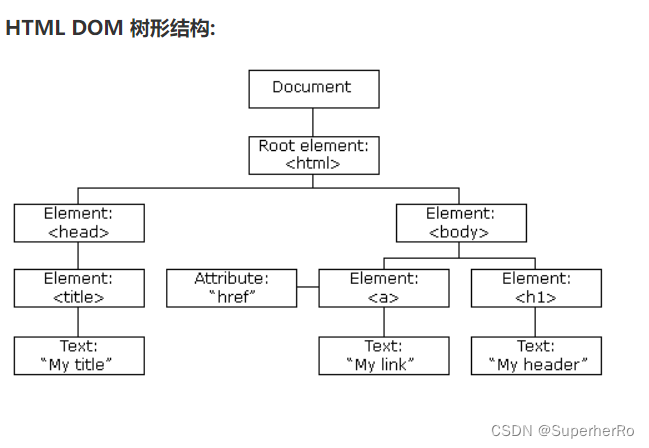 HTML DOM 树形结构:
Document
Root element:
<html>
Element:
<head>
Element:
<body>
Element:
<title>
Attribute:
“href”
Element:
<a>
Element:
<h1>
Text:
“My title”
Text:
“My link”
Text:
“My header”
CSDN @SuperherRo